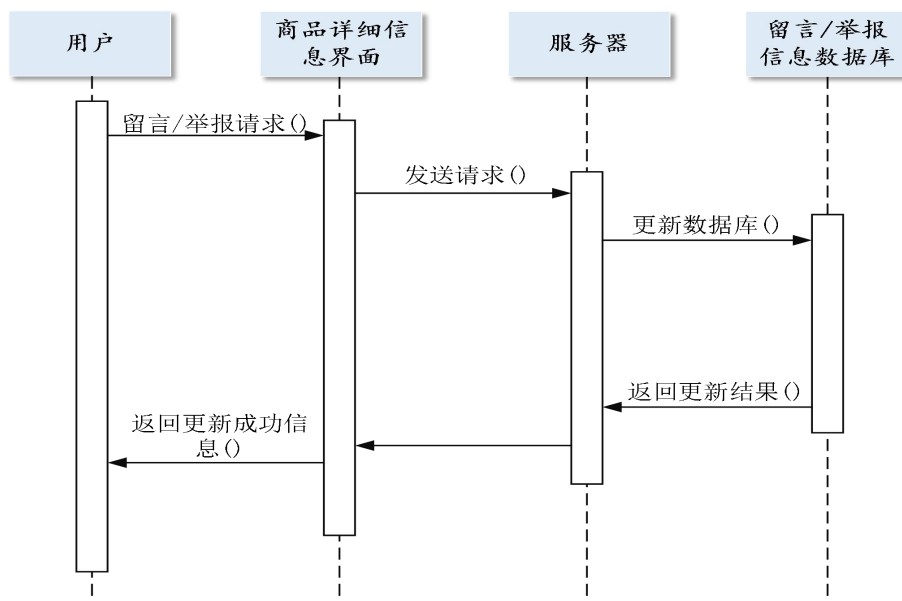 用户
商品详细信
息界面
服务器
留言/举报
信息数据库
留言/举报请求()
发送请求()
更新数据库()
返回更新结果()
返回更新成功信
息()